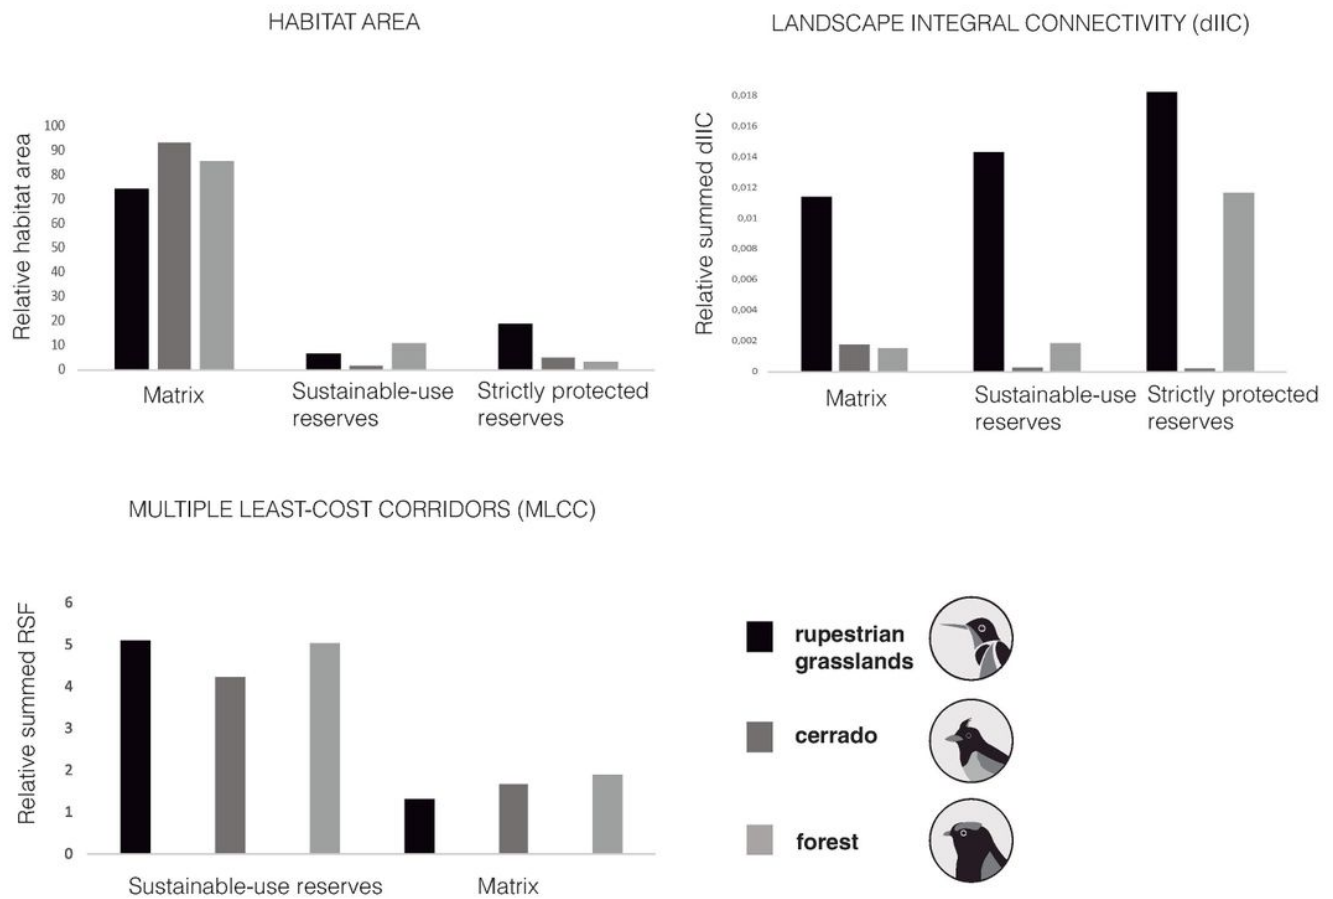 HABITAT AREA
Relative habitat area
100
90
80
70
60
50
40
30
20
10
0
Matrix
Sustainable-use
reserves
Strictly protected
reserves
LANDSCAPE INTEGRAL CONNECTIVITY (dIIC)
Relative summed dIIC
0,018
0,016
0,014
0,012
0,01
0,008
0,006
0,004
0,002
0
Matrix
Sustainable-use
reserves
Strictly protected
reserves
MULTIPLE LEAST-COST CORRIDORS (MLCC)
Relative summed RSF
6
5
4
3
2
1
0
Sustainable-use reserves
Matrix
rupestrian
grasslands
cerrado
forest